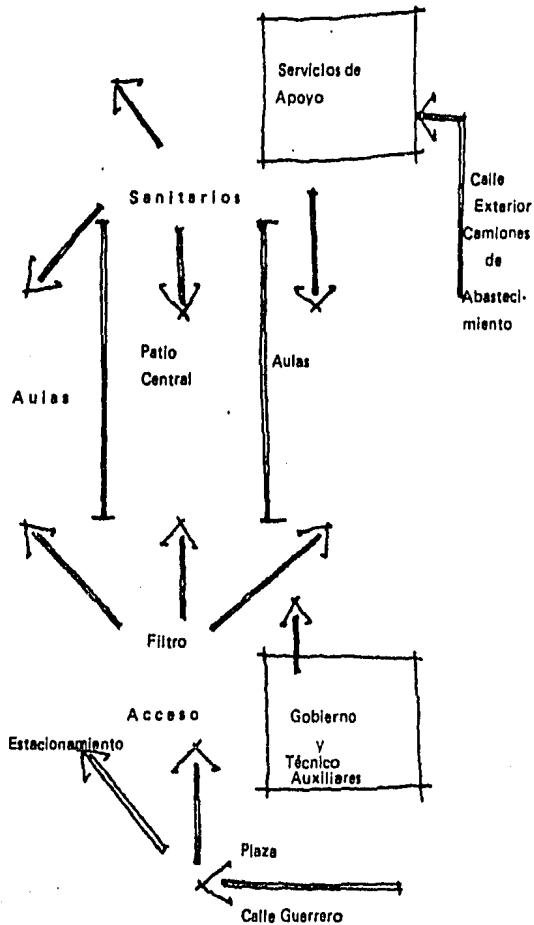 Servicios de
Apoyo
Sanitarios
Calle
Exterior
Camiones
de
Abasteci-
miento
Patio
Central
Aulas
Aulas
Filtro
Acceso
Estacionamiento
Gobierno
y
Técnico
Auxiliares
Plaza
Calle Guerrero